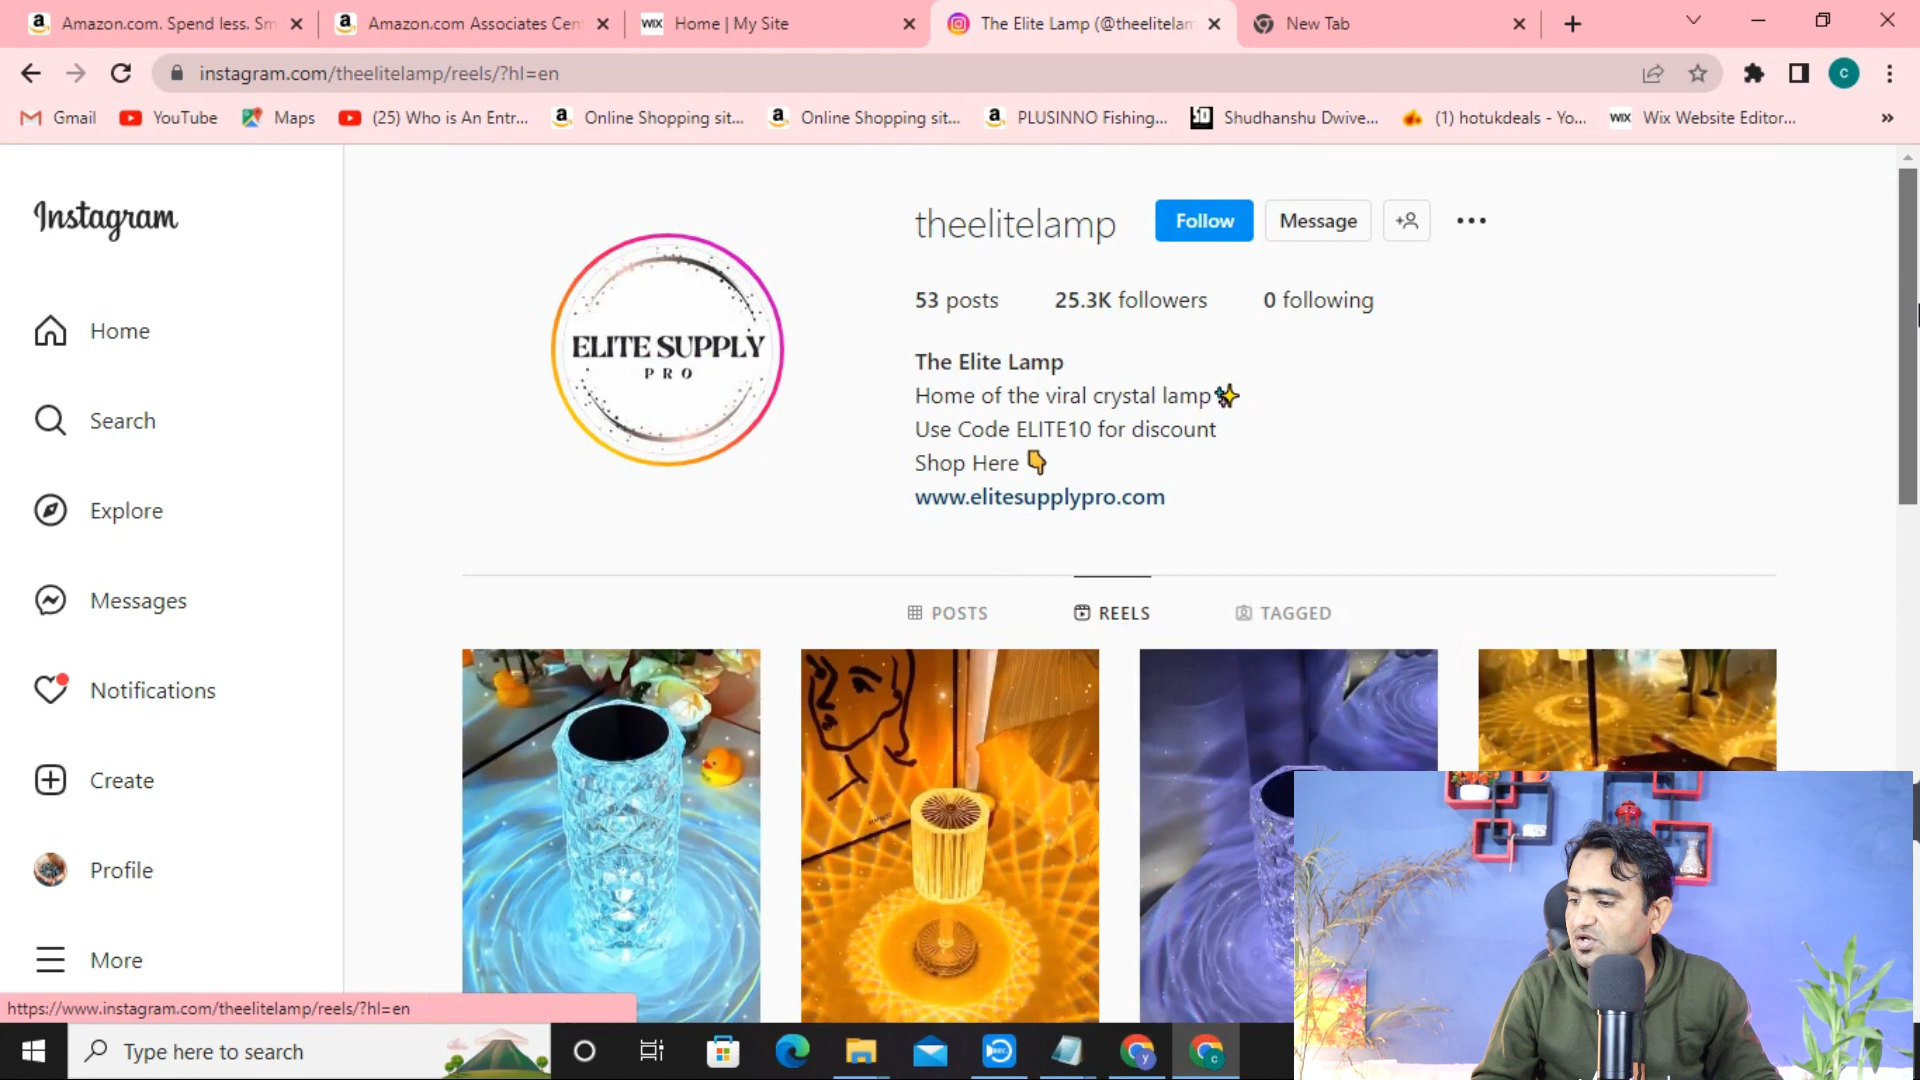 Amazon.com. Spend less. Sm
Amazon.com Associates Cen
WIX Home | My Site
The Elite Lamp (@theelitelam
New Tab
instagram.com/theelitelamp/reels/?hl=en
C
Gmail
YouTube
Maps
(25) Who is An Entr...
Online Shopping sit...
Online Shopping sit...
PLUSINNO Fishing...
Shudhanshu Dwive...
(1) hotukdeals - Yo...
WIX Wix Website Editor...
Instagram
Home
Search
Explore
Messages
Notifications
Create
Profile
More
ELITE SUPPLY
PRO
theelitelamp
Follow
Message
53 posts
25.3K followers
0 following
The Elite Lamp
Home of the viral crystal lamp✨
Use Code ELITE10 for discount
Shop Here 👇
www.elitesupplypro.com
POSTS
REELS
TAGGED
https://www.instagram.com/theelitelamp/reels/?hl=en
Type here to search
REC
y
c